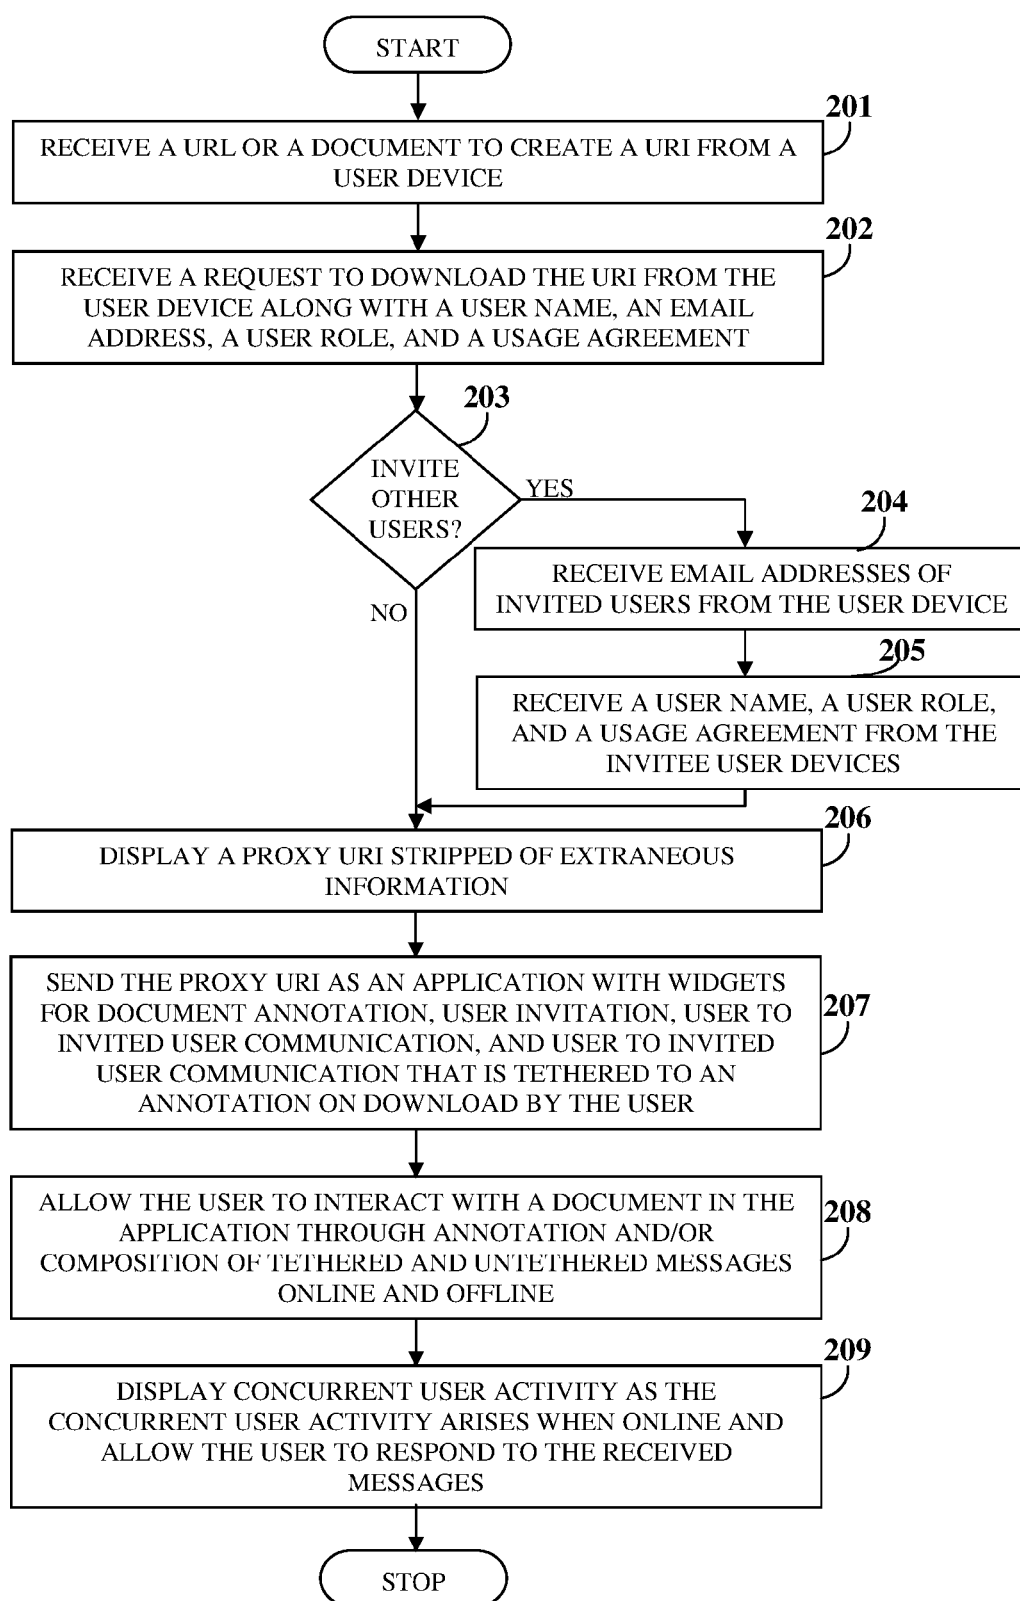 START
201
RECEIVE A URL OR A DOCUMENT TO CREATE A URI FROM A
USER DEVICE
202
RECEIVE A REQUEST TO DOWNLOAD THE URI FROM THE
USER DEVICE ALONG WITH A USER NAME, AN EMAIL
ADDRESS, A USER ROLE, AND A USAGE AGREEMENT
203
INVITE
OTHER
USERS?
YES
NO
204
RECEIVE EMAIL ADDRESSES OF
INVITED USERS FROM THE USER DEVICE
205
RECEIVE A USER NAME, A USER ROLE,
AND A USAGE AGREEMENT FROM THE
INVITEE USER DEVICES
206
DISPLAY A PROXY URI STRIPPED OF EXTRANEOUS
INFORMATION
207
SEND THE PROXY URI AS AN APPLICATION WITH WIDGETS
FOR DOCUMENT ANNOTATION, USER INVITATION, USER TO
INVITED USER COMMUNICATION, AND USER TO INVITED
USER COMMUNICATION THAT IS TETHERED TO AN
ANNOTATION ON DOWNLOAD BY THE USER
208
ALLOW THE USER TO INTERACT WITH A DOCUMENT IN THE
APPLICATION THROUGH ANNOTATION AND/OR
COMPOSITION OF TETHERED AND UNTETHERED MESSAGES
ONLINE AND OFFLINE
209
DISPLAY CONCURRENT USER ACTIVITY AS THE
CONCURRENT USER ACTIVITY ARISES WHEN ONLINE AND
ALLOW THE USER TO RESPOND TO THE RECEIVED
MESSAGES
STOP